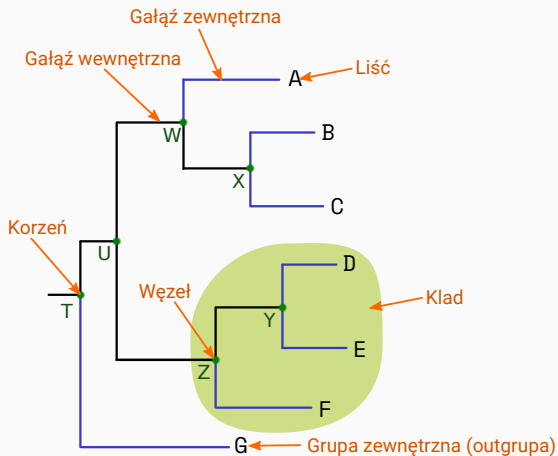 Gałąź zewnętrzna
Gałąź wewnętrzna
A
Liść
W
B
X
C
Korzeń
U
D
Węzeł
Klad
T
Y
E
Z
F
G
Grupa zewnętrzna (outgrupa)